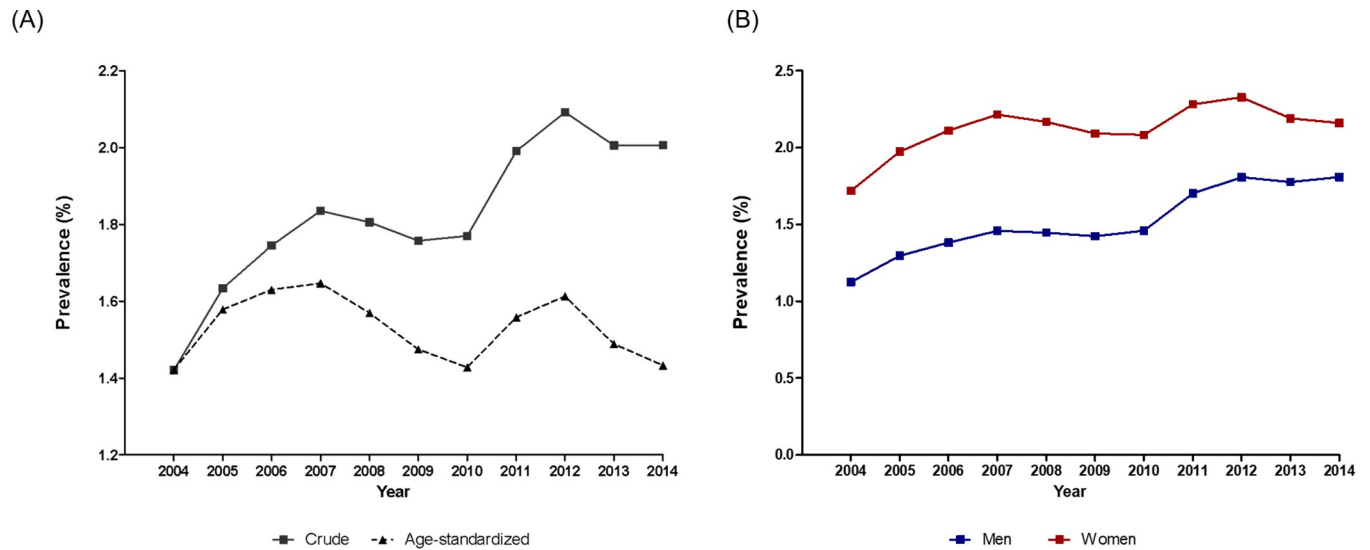 (A)
Prevalence (%)
2.2
2.0
1.8
1.6
1.4
1.2
2004 2005 2006 2007 2008 2009 2010 2011 2012 2013 2014
Year
Crude Age-standardized
(B)
Prevalence (%)
2.5
2.0
1.5
1.0
0.5
0.0
2004 2005 2006 2007 2008 2009 2010 2011 2012 2013 2014
Year
Men Women